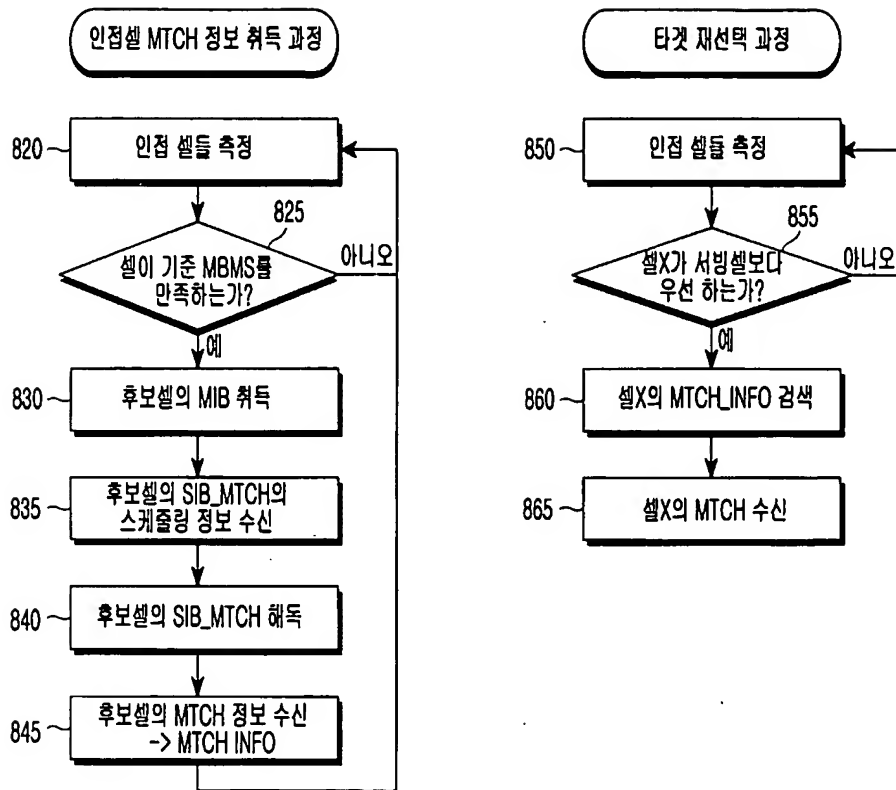 인접셀 MTCH 정보 취득 과정
820
인접 셀들 측정
825
셀이 기준 MBMS를
만족하는가?
아니오
예
830
후보셀의 MIB 취득
835
후보셀의 SIB_MTCH의
스케줄링 정보 수신
840
후보셀의 SIB_MTCH 해독
845
후보셀의 MTCH 정보 수신
-> MTCH INFO
타겟 재선택 과정
850
인접 셀들 측정
855
셀X가 서빙셀보다
우선 하는가?
아니오
예
860
셀X의 MTCH_INFO 검색
865
셀X의 MTCH 수신